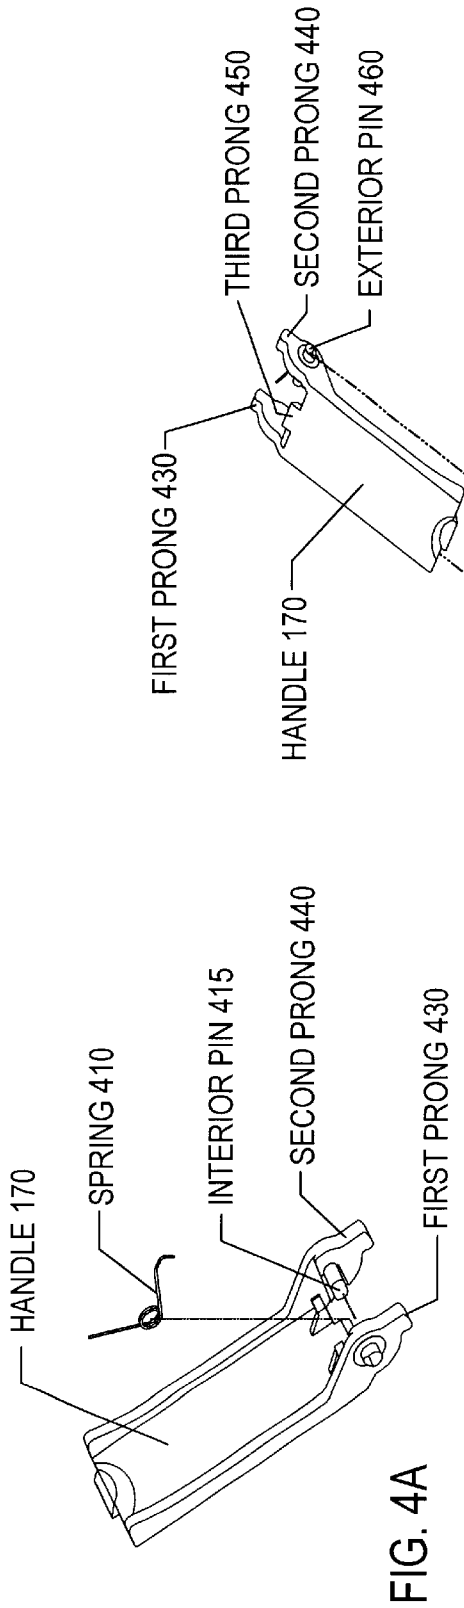 HANDLE 170
SPRING 410
INTERIOR PIN 415
SECOND PRONG 440
FIRST PRONG 430
FIG. 4A
FIRST PRONG 430
THIRD PRONG 450
SECOND PRONG 440
EXTERIOR PIN 460
HANDLE 170